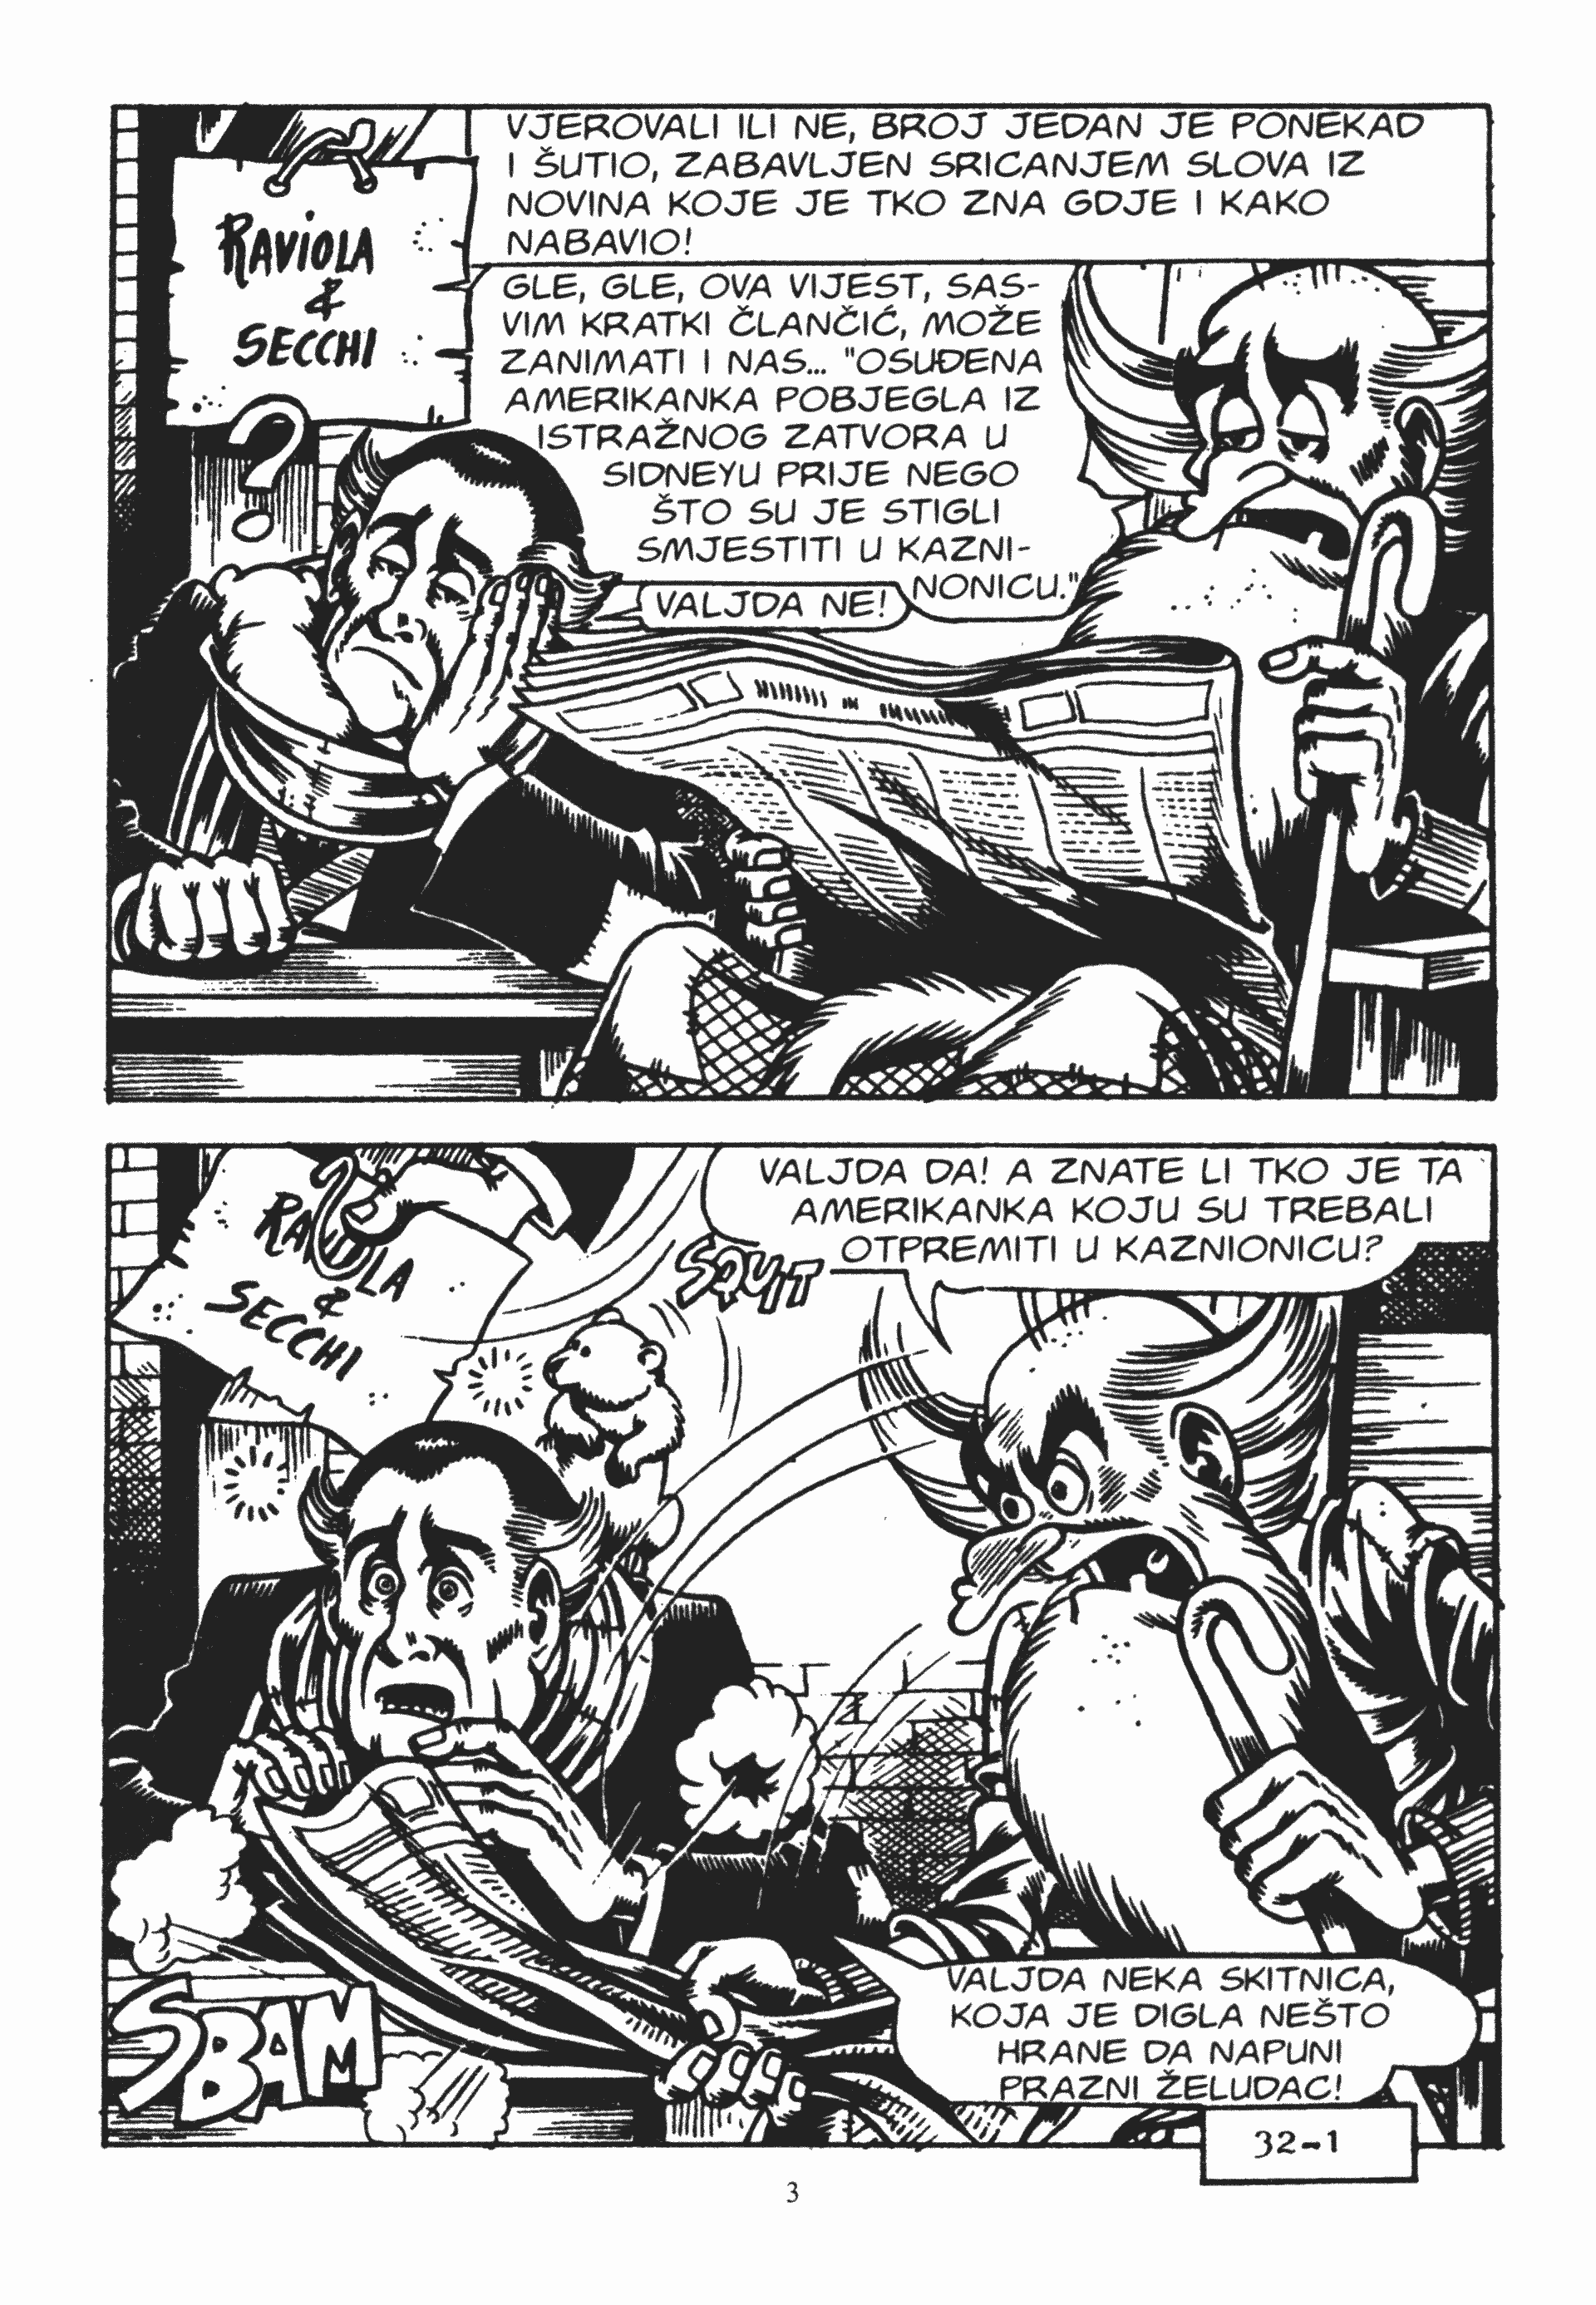 VJEROVALI ILI NE, BROJ JEDAN JE PONEKAD
I ŠUTIO, ZABAVLJEN SRICANJEM SLOVA IZ
NOVINA KOJE JE TKO ZNA GDJE I KAKO
NABAVIO!
RAVIOLA
&
SECCHI
GLE, GLE, OVA VIJEST, SAS-
VIM KRATKI ČLANČIĆ, MOŽE
ZANIMATI I NAS... "OSUĐENA
AMERIKANKA POBJEGLA IZ
ISTRAŽNOG ZATVORA U
SIDNEYU PRIJE NEGO
ŠTO SU JE STIGLI
SMJESTITI U KAZNI-
NONICU."
?
VALJDA NE!
VALJDA DA! A ZNATE LI TKO JE TA
AMERIKANKA KOJU SU TREBALI
OTPREMITI U KAZNIONICU?
RAVIOLA
&
SECCHI
SQUIT
SBAM
VALJDA NEKA SKITNICA,
KOJA JE DIGLA NEŠTO
HRANE DA NAPUNI
PRAZNI ŽELUDAC!
32-1
3